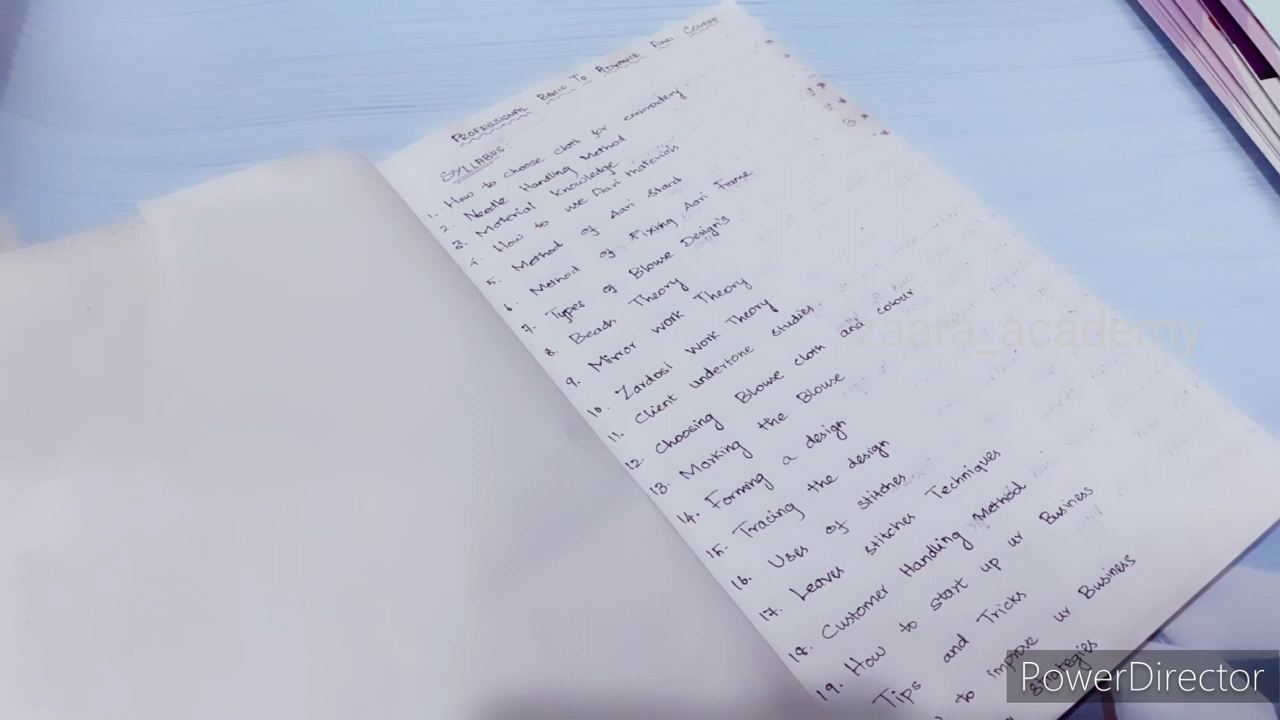 PROFESSIONAL BASIC TO ADVANCE AARI COURSE
SYLLABUS:
1. How to choose cloth for embroidery
2. Needle Handling Method
3. Material Knowledge
4. How to use Aari materials
5. Method of Aari stand
6. Method of Fixing Aari Frame
7. Types of Blouse Design's
8. Beads Theory
9. Mirror work Theory
10. Zardosi work Theory
11. Client undertone studies
12. Choosing Blouse cloth and colour
13. Marking the Blouse
14. Forming a design
15. Tracing the design
16. Uses of stitches
17. Leaves stitches Techniques
18. Customer Handling Method
19. How to start up ur Business
Tips and Tricks
to improve ur Business
strategies
zaara_academy
PowerDirector